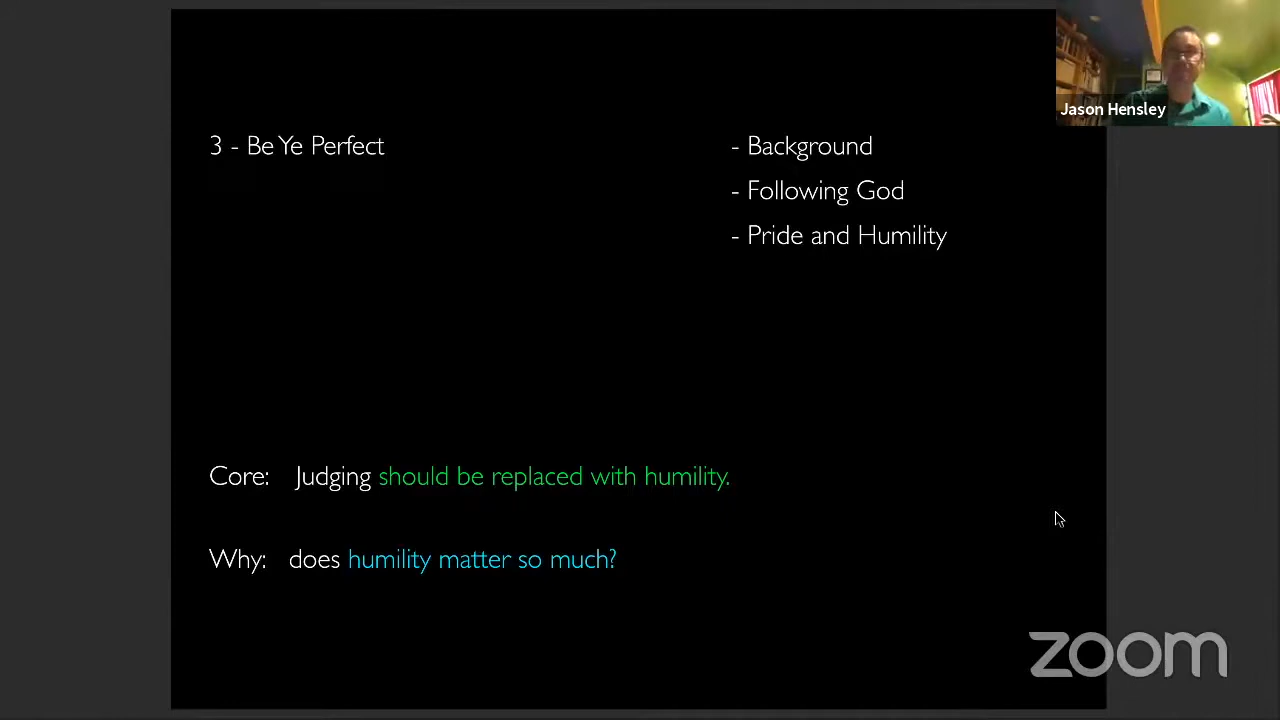 Jason Hensley
3 - Be Ye Perfect
- Background
- Following God
- Pride and Humility
Core: Judging should be replaced with humility.
Why: does humility matter so much?
zoom